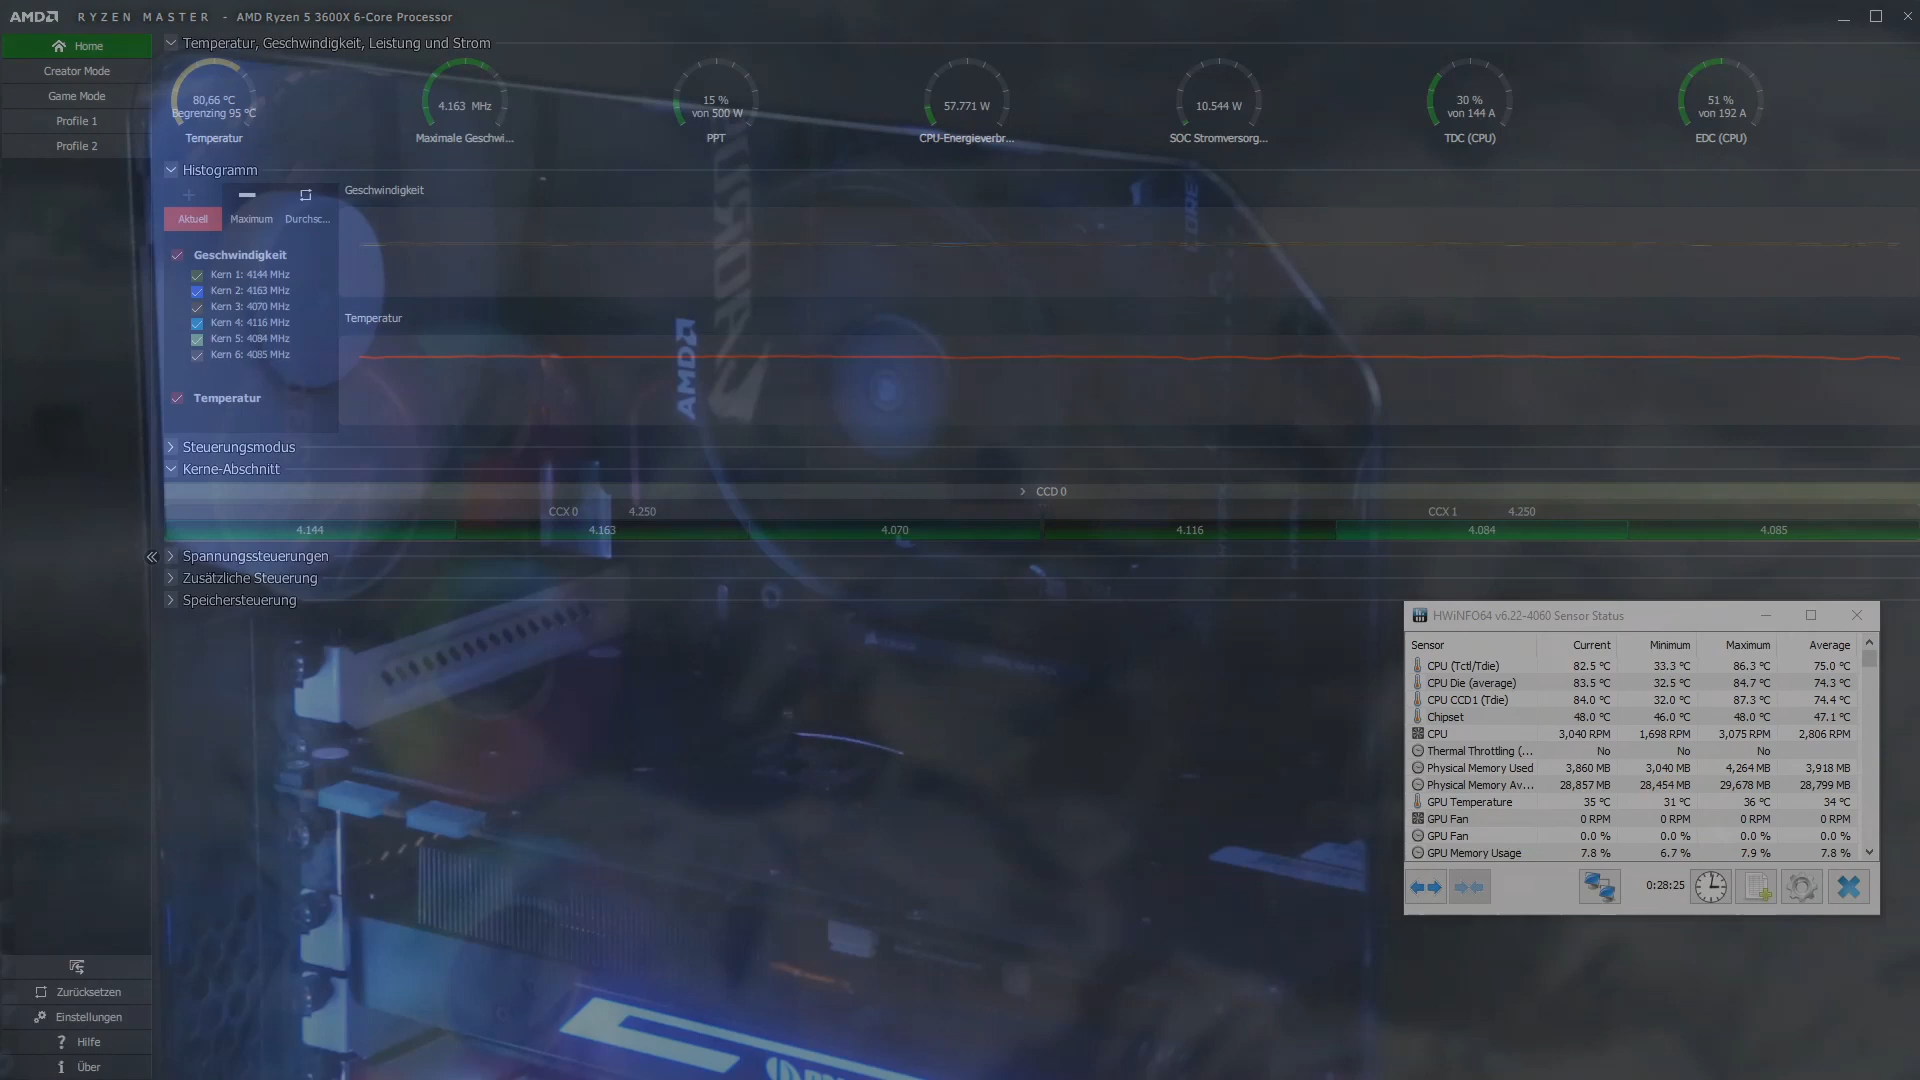 AMD RYZEN MASTER - AMD Ryzen 5 3600X 6-Core Processor
Home
Creator Mode
Game Mode
Profile 1
Profile 2
Temperatur, Geschwindigkeit, Leistung und Strom
80,66 °C
Begrenzing 95 °C
Temperatur
4.163 MHz
Maximale Geschwi...
15 %
von 500 W
PPT
57.771 W
CPU-Energieverbr...
10.544 W
SOC Stromversorg...
30 %
von 144 A
TDC (CPU)
51 %
von 192 A
EDC (CPU)
Histogramm
Aktuell Maximum Durchsc...
Geschwindigkeit
Kern 1: 4144 MHz
Kern 2: 4163 MHz
Kern 3: 4070 MHz
Kern 4: 4116 MHz
Kern 5: 4084 MHz
Kern 6: 4085 MHz
Temperatur
Geschwindigkeit
Temperatur
AMD
CORE
Steuerungsmodus
Kerne-Abschnitt
CCD 0
CCX 0 4.250 CCX 1 4.250
4.144 4.163 4.070 4.116 4.084 4.085
Spannungssteuerungen
Zusätzliche Steuerung
Speichersteuerung
HWiNFO64 v6.22-4060 Sensor Status
Sensor Current Minimum Maximum Average
CPU (Tctl/Tdie) 82.5 °C 33.3 °C 86.3 °C 75.0 °C
CPU Die (average) 83.5 °C 32.5 °C 84.7 °C 74.3 °C
CPU CCD1 (Tdie) 84.0 °C 32.0 °C 87.3 °C 74.4 °C
Chipset 48.0 °C 46.0 °C 48.0 °C 47.1 °C
CPU 3,040 RPM 1,698 RPM 3,075 RPM 2,806 RPM
Thermal Throttling (... No No No
Physical Memory Used 3,860 MB 3,040 MB 4,264 MB 3,918 MB
Physical Memory Av... 28,857 MB 28,454 MB 29,678 MB 28,799 MB
GPU Temperature 35 °C 31 °C 36 °C 34 °C
GPU Fan 0 RPM 0 RPM 0 RPM 0 RPM
GPU Fan 0.0 % 0.0 % 0.0 % 0.0 %
GPU Memory Usage 7.8 % 6.7 % 7.9 % 7.8 %
0:28:25
Zurücksetzen
Einstellungen
Hilfe
Über